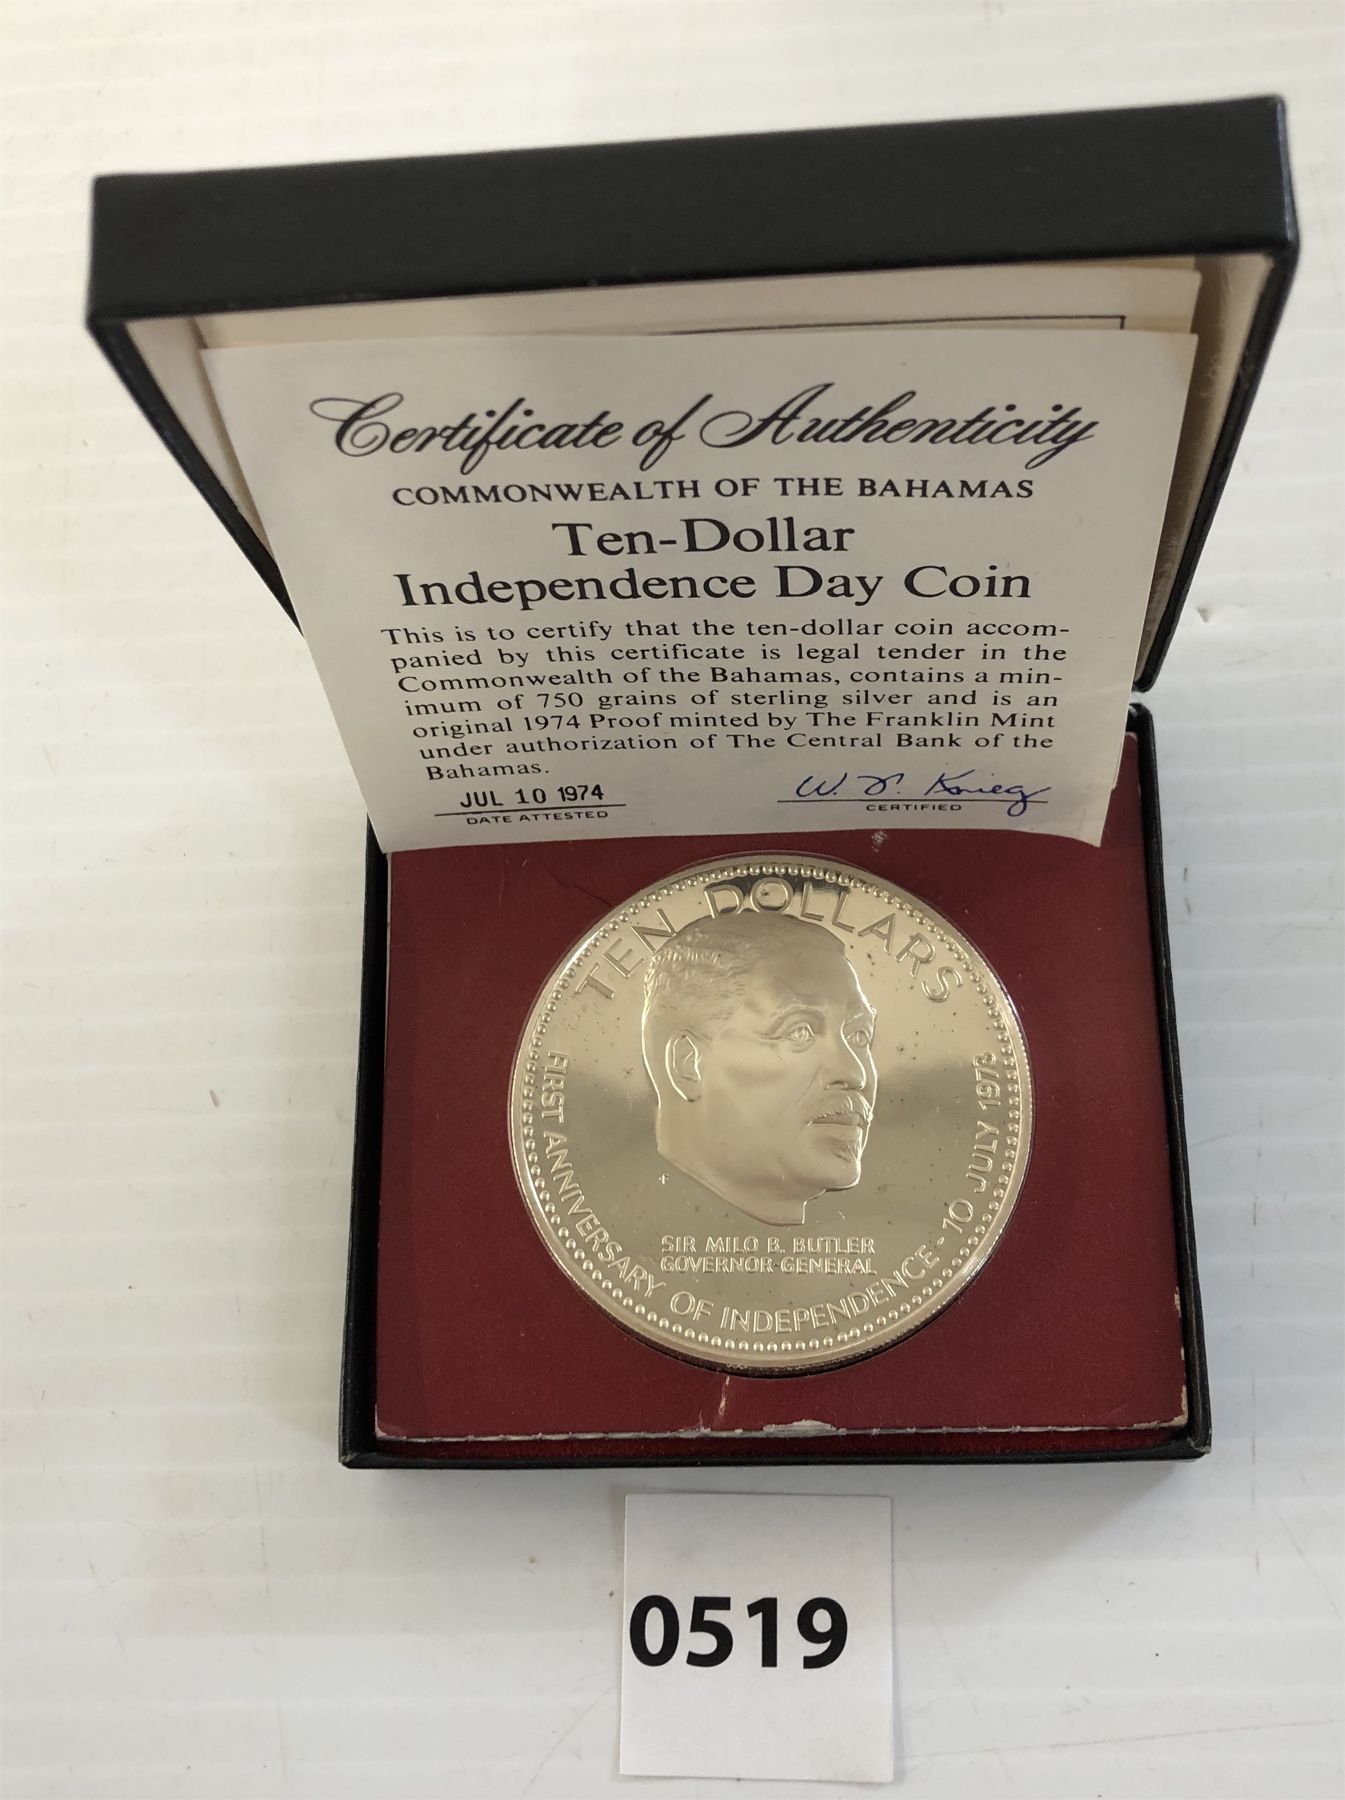 Certificate of Authenticity
COMMONWEALTH OF THE BAHAMAS
Ten-Dollar
Independence Day Coin
This is to certify that the ten-dollar coin accom-
panied by this certificate is legal tender in the
Commonwealth of the Bahamas, contains a min-
imum of 750 grains of sterling silver and is an
original 1974 Proof minted by The Franklin Mint
under authorization of The Central Bank of the
Bahamas.
JUL 10 1974
DATE ATTESTED
W. Krieg
CERTIFIED
TEN DOLLARS
SIR MILO B. BUTLER
GOVERNOR-GENERAL
FIRST ANNIVERSARY OF INDEPENDENCE - 10 JULY 1973
0519